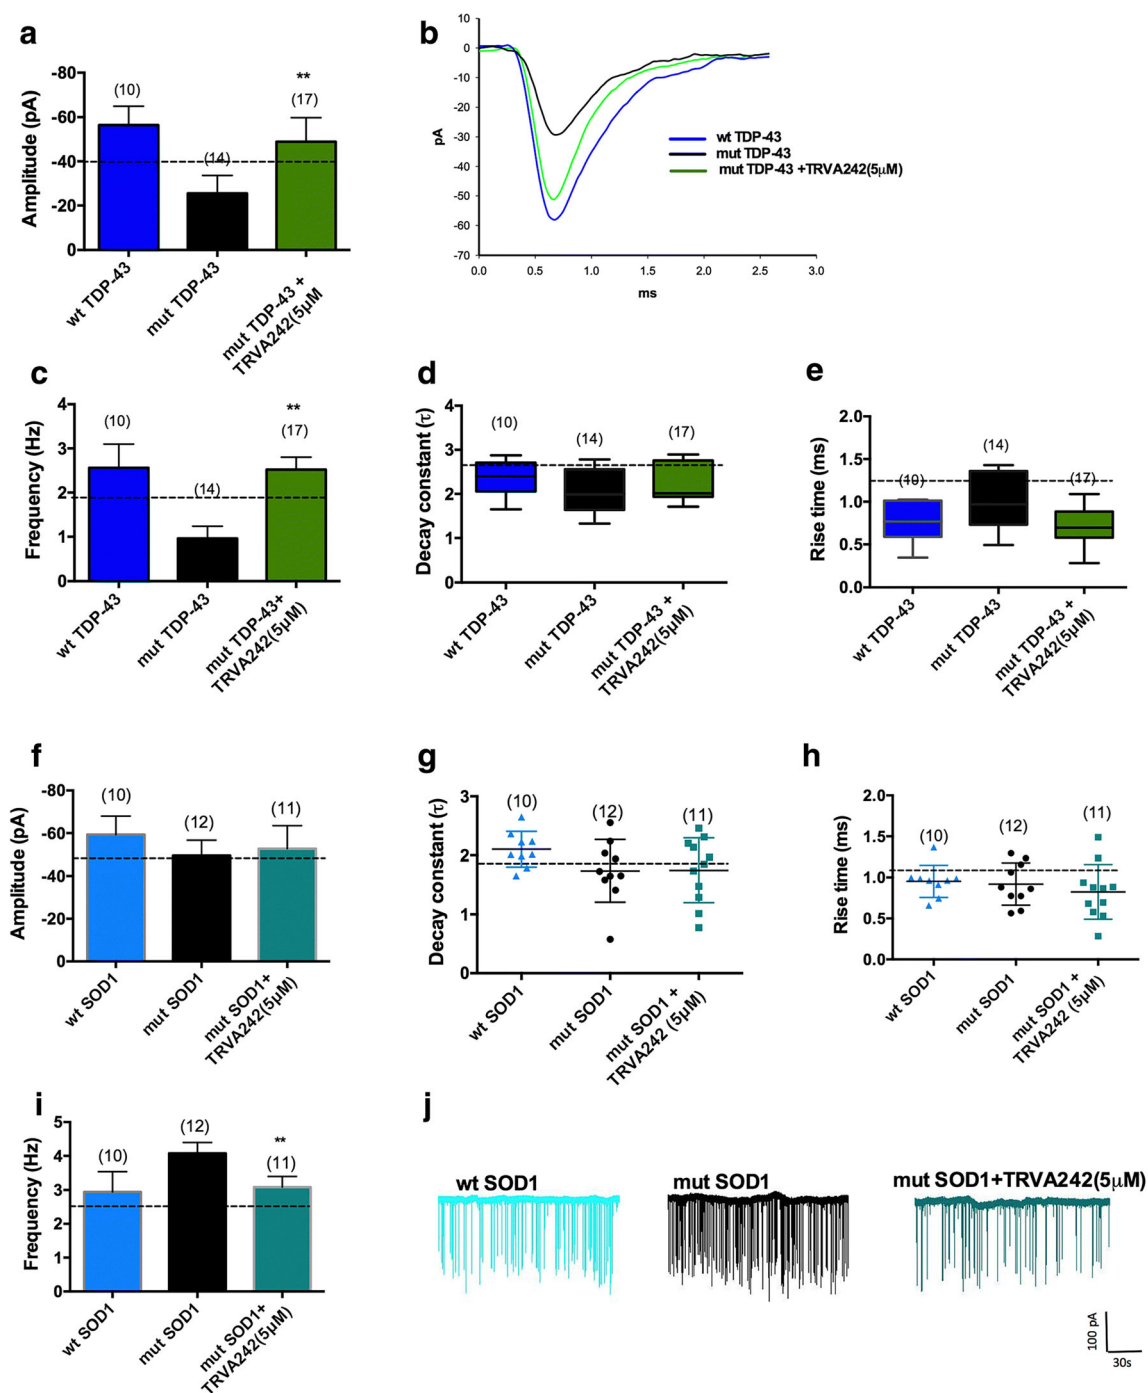 a
-80
-60
-40
-20
0
Amplitude (pA)
(10)
(14)
**
(17)
wt TDP-43
mut TDP-43
mut TDP-43 +
TRVA242(5µM
b
10
0
-10
-20
-30
-40
-50
-60
-70
pA
0.0
0.5
1.0
1.5
2.0
2.5
3.0
ms
wt TDP-43
mut TDP-43
mut TDP-43 +TRVA242(5µM)
c
4
3
2
1
0
Frequency (Hz)
(10)
(14)
**
(17)
wt TDP-43
mut TDP-43
mut TDP-43+
TRVA242(5µM)
d
4
3
2
1
0
Decay constant (τ)
(10)
(14)
(17)
wt TDP-43
mut TDP-43
mut TDP-43 +
TRVA242(5µM)
e
2.0
1.5
1.0
0.5
0.0
Rise time (ms)
(10)
(14)
(17)
wt TDP-43
mut TDP-43
mut TDP-43 +
TRVA242(5µM)
f
-80
-60
-40
-20
0
Amplitude (pA)
(10)
(12)
(11)
wt SOD1
mut SOD1
mut SOD1+
TRVA242(5µM)
g
3
2
1
0
Decay constant (τ)
(10)
(12)
(11)
wt SOD1
mut SOD1
mut SOD1 +
TRVA242 (5µM)
h
2.0
1.5
1.0
0.5
0.0
Rise time (ms)
(10)
(12)
(11)
wt SOD1
mut SOD1
mut SOD1 +
TRVA242 (5µM)
i
5
4
3
2
1
0
Frequency (Hz)
(10)
(12)
**
(11)
wt SOD1
mut SOD1
mut SOD1+
TRVA242(5µM)
j
wt SOD1
mut SOD1
mut SOD1+TRVA242(5µM)
100 pA
30s